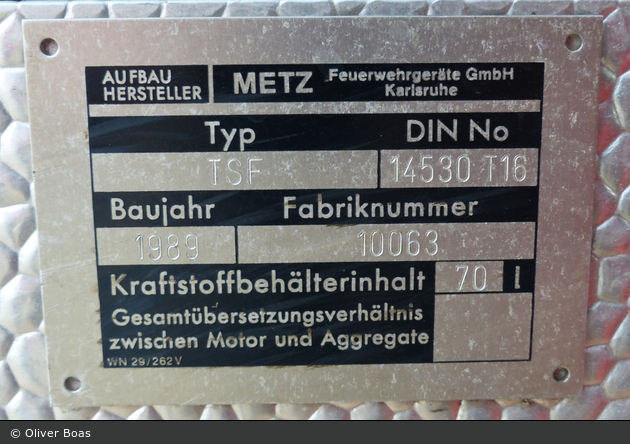 AUFBAU HERSTELLER METZ Feuerwehrgeräte GmbH Karlsruhe
Typ DIN No
TSF 14530 T16
Baujahr Fabriknummer
1989 10063
Kraftstoffbehälterinhalt 70 l
Gesamtübersetzungsverhältnis
zwischen Motor und Aggregate
WN 29/262 V
© Oliver Boas